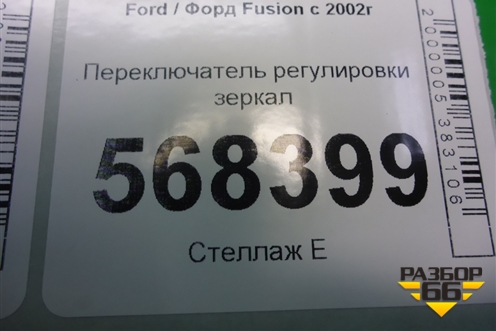 Ford / Форд Fusion с 2002г
Переключатель регулировки
зеркал
568399
Стеллаж Е
2000005383106
РАЗБОР
66